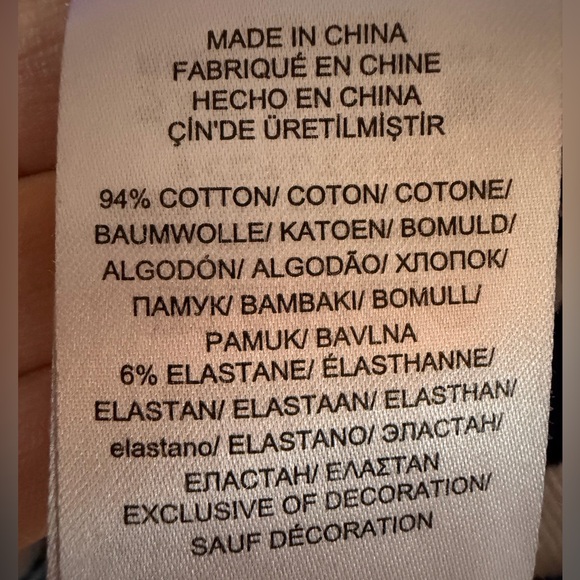 MADE IN CHINA
FABRIQUÉ EN CHINE
HECHO EN CHINA
ÇİN'DE ÜRETİLMİŞTİR
94% COTTON/ COTON/ COTONE/
BAUMWOLLE/ KATOEN/ BOMULD/
ALGODÓN/ ALGODÃO/ ХЛОПОК/
ПАМУК/ BAMBAKI/ BOMULL/
PAMUK/ BAVLNA
6% ELASTANE/ ÉLASTHANNE/
ELASTAN/ ELASTAAN/ ELASTHAN/
elastano/ ELASTANO/ ЭЛАСТАН/
ЕЛАСТАН/ ΕΛΑΣΤΑΝ
EXCLUSIVE OF DECORATION/
SAUF DÉCORATION